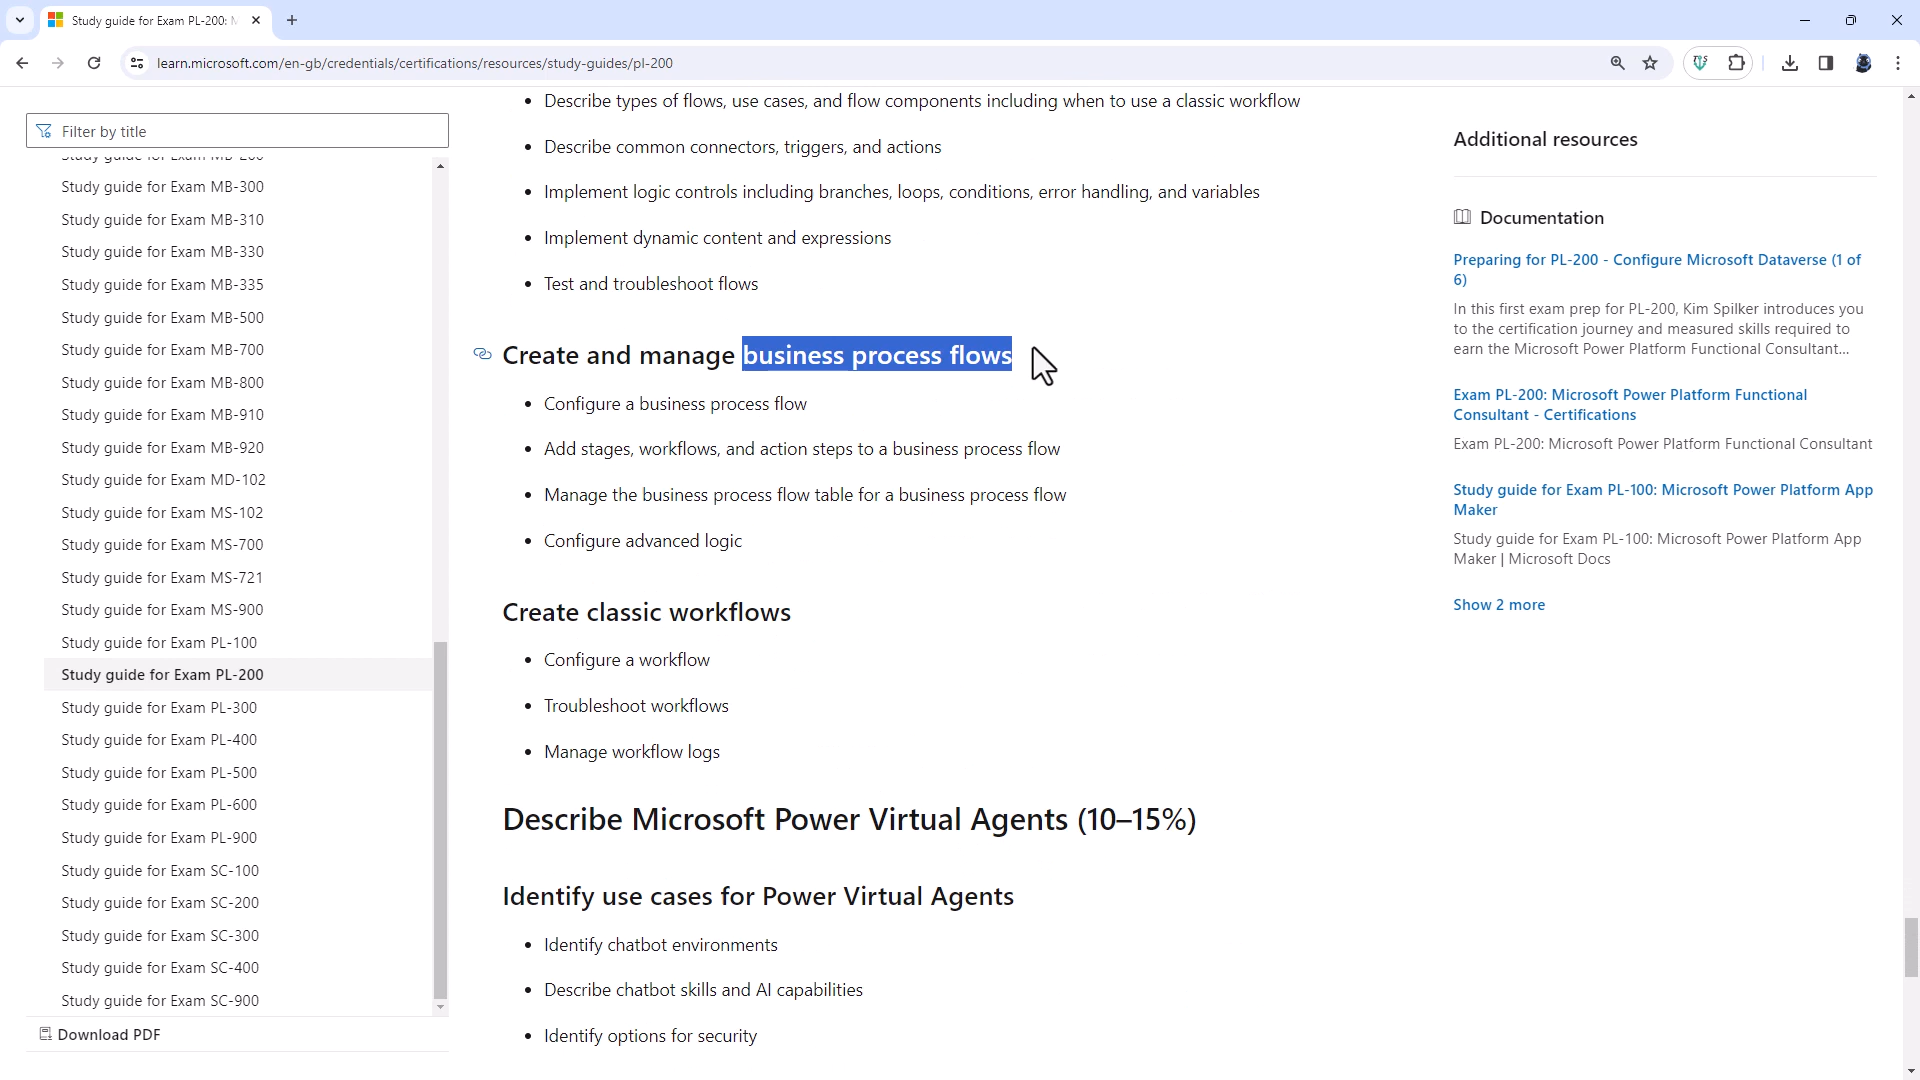 Study guide for Exam PL-200: M
learn.microsoft.com/en-gb/credentials/certifications/resources/study-guides/pl-200
Filter by title
Study guide for Exam MB-300
Study guide for Exam MB-310
Study guide for Exam MB-330
Study guide for Exam MB-335
Study guide for Exam MB-500
Study guide for Exam MB-700
Study guide for Exam MB-800
Study guide for Exam MB-910
Study guide for Exam MB-920
Study guide for Exam MD-102
Study guide for Exam MS-102
Study guide for Exam MS-700
Study guide for Exam MS-721
Study guide for Exam MS-900
Study guide for Exam PL-100
Study guide for Exam PL-200
Study guide for Exam PL-300
Study guide for Exam PL-400
Study guide for Exam PL-500
Study guide for Exam PL-600
Study guide for Exam PL-900
Study guide for Exam SC-100
Study guide for Exam SC-200
Study guide for Exam SC-300
Study guide for Exam SC-400
Study guide for Exam SC-900
Download PDF
• Describe types of flows, use cases, and flow components including when to use a classic workflow
• Describe common connectors, triggers, and actions
• Implement logic controls including branches, loops, conditions, error handling, and variables
• Implement dynamic content and expressions
• Test and troubleshoot flows
Create and manage business process flows
• Configure a business process flow
• Add stages, workflows, and action steps to a business process flow
• Manage the business process flow table for a business process flow
• Configure advanced logic
Create classic workflows
• Configure a workflow
• Troubleshoot workflows
• Manage workflow logs
Describe Microsoft Power Virtual Agents (10–15%)
Identify use cases for Power Virtual Agents
• Identify chatbot environments
• Describe chatbot skills and AI capabilities
• Identify options for security
Additional resources
Documentation
Preparing for PL-200 - Configure Microsoft Dataverse (1 of
6)
In this first exam prep for PL-200, Kim Spilker introduces you
to the certification journey and measured skills required to
earn the Microsoft Power Platform Functional Consultant...
Exam PL-200: Microsoft Power Platform Functional
Consultant - Certifications
Exam PL-200: Microsoft Power Platform Functional Consultant
Study guide for Exam PL-100: Microsoft Power Platform App
Maker
Study guide for Exam PL-100: Microsoft Power Platform App
Maker | Microsoft Docs
Show 2 more